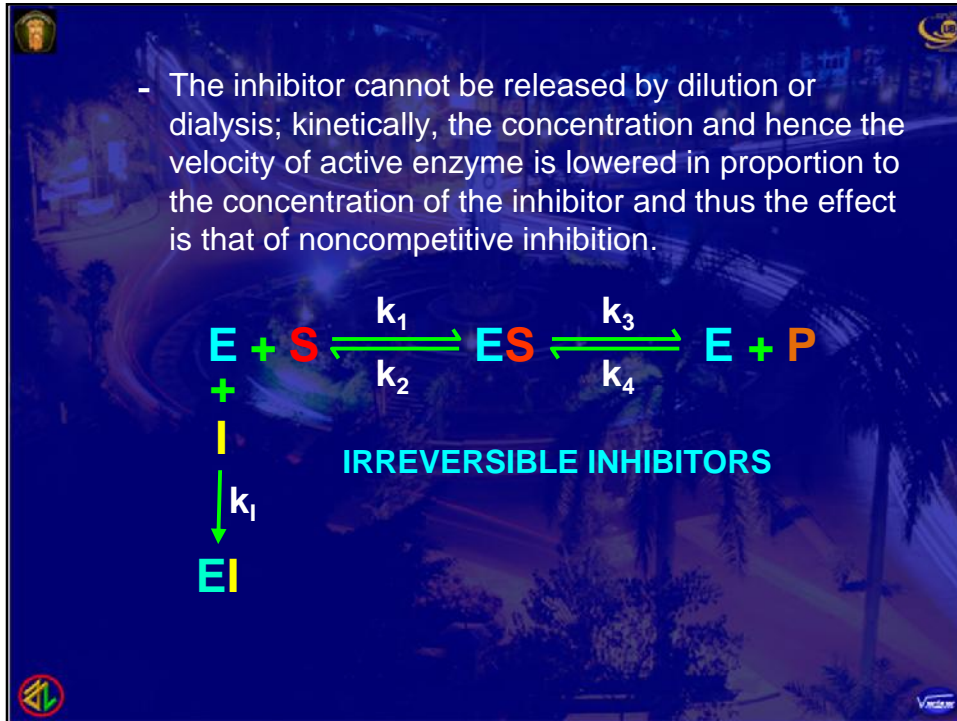 - The inhibitor cannot be released by dilution or
dialysis; kinetically, the concentration and hence the
velocity of active enzyme is lowered in proportion to
the concentration of the inhibitor and thus the effect
is that of noncompetitive inhibition.
k₁ k₃
E + S ES E + P
k₂ k₄
+
I
IRREVERSIBLE INHIBITORS
kI
EI